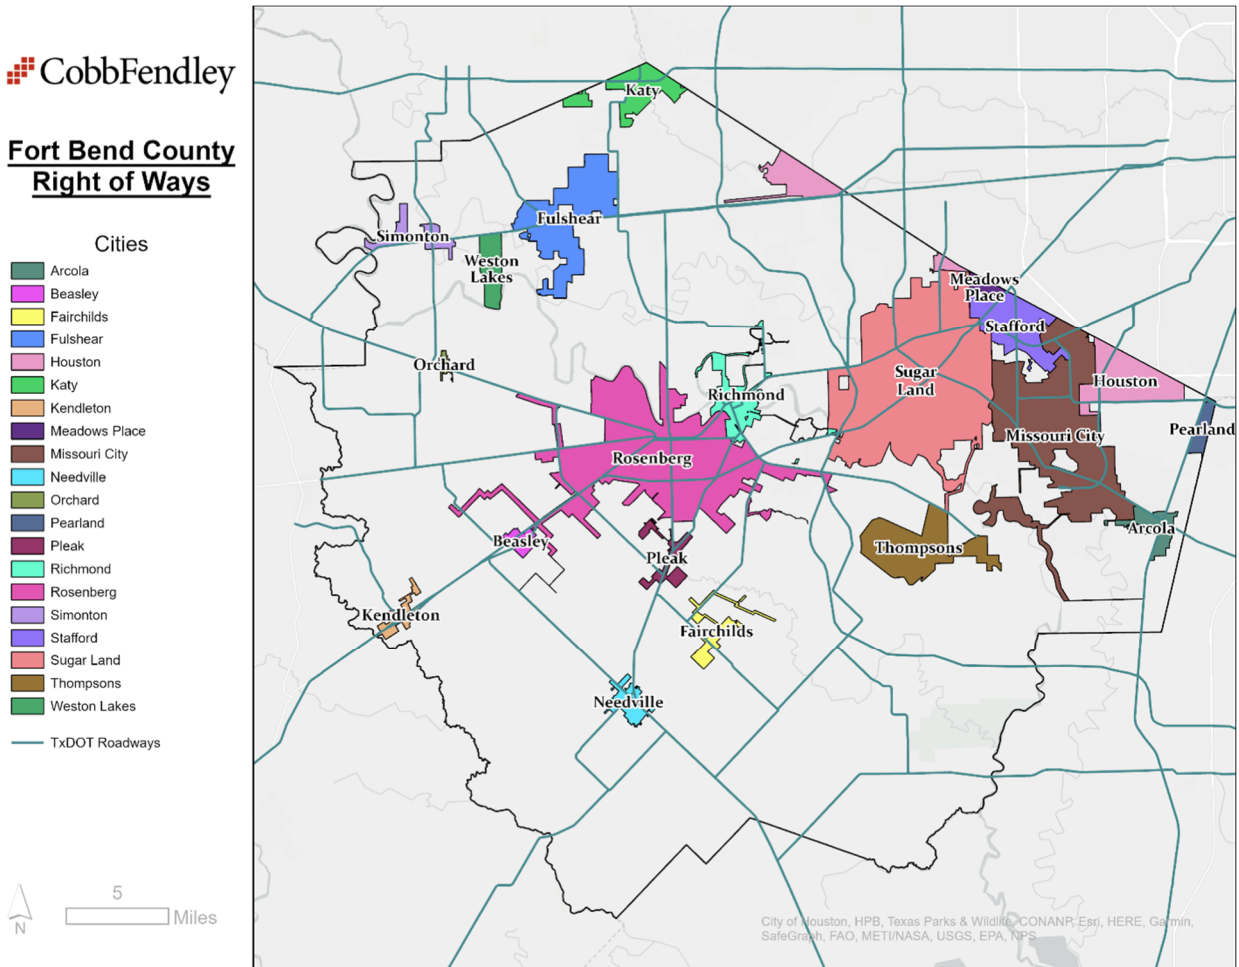 CobbFendley
Fort Bend County
Right of Ways
Cities
Arcola
Beasley
Fairchilds
Fulshear
Houston
Katy
Kendleton
Meadows Place
Missouri City
Needville
Orchard
Pearland
Pleak
Richmond
Rosenberg
Simonton
Stafford
Sugar Land
Thompsons
Weston Lakes
TxDOT Roadways
N
5
Miles
Katy
Fulshear
Simonton
Weston
Lakes
Meadows
Place
Stafford
Orchard
Sugar
Land
Houston
Richmond
Pearland
Missouri City
Rosenberg
Arcola
Beasley
Thompsons
Pleak
Kendleton
Fairchilds
Needville
City of Houston, HPB, Texas Parks & Wildlife, CONANP, Esri, HERE, Garmin,
SafeGraph, FAO, METI/NASA, USGS, EPA, NPS